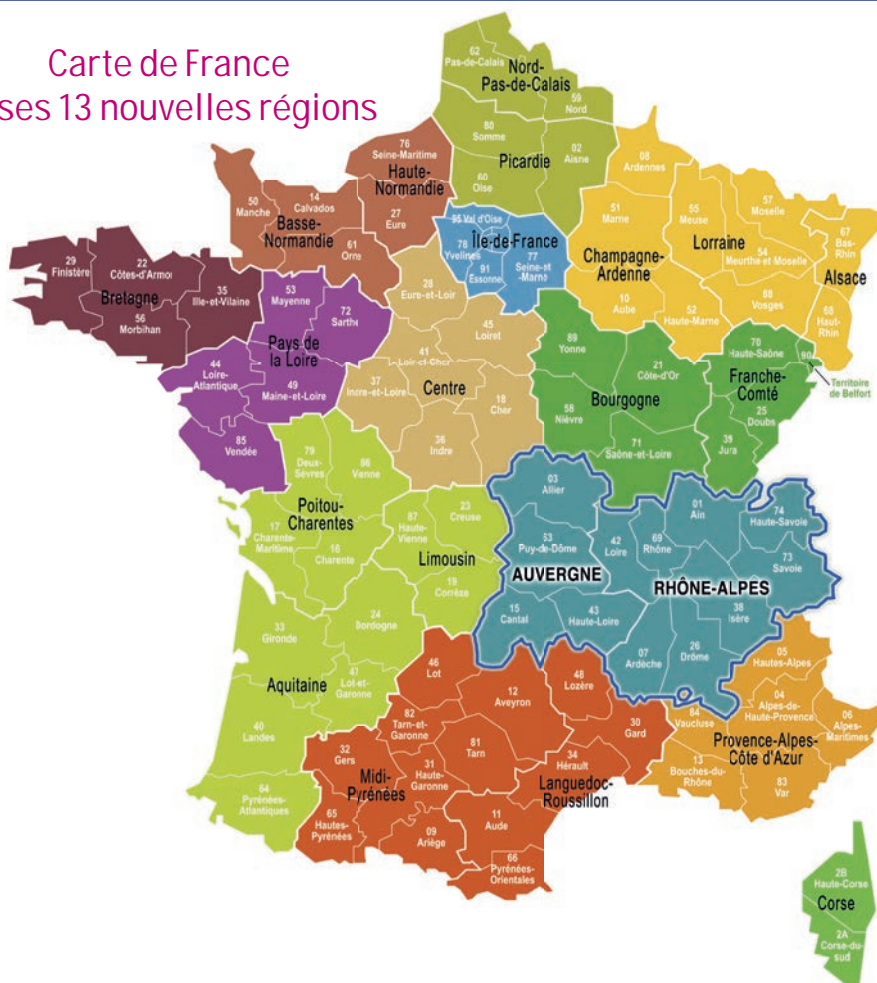 Carte de France
ses 13 nouvelles régions
62
Pas-de-Calais
Nord-
Pas-de-Calais
59
Nord
80
Somme
02
Aisne
Picardie
60
Oise
76
Seine-Maritime
Haute-
Normandie
27
Eure
50
Manche
14
Calvados
Basse-
Normandie
61
Orne
08
Ardennes
51
Marne
Champagne-
Ardenne
10
Aube
52
Haute-Marne
55
Meuse
57
Moselle
Lorraine
54
Meurthe et Moselle
88
Vosges
67
Bas-
Rhin
Alsace
68
Haut-
Rhin
95 Val d'Oise
Île-de-France
78
Yvelines
91
Essonne
77
Seine-et
-Marne
29
Finistère
22
Côtes-d'Armor
35
Ille-et-Vilaine
Bretagne
56
Morbihan
53
Mayenne
72
Sarthe
Pays de
la Loire
44
Loire-
Atlantique
49
Maine-et-Loire
85
Vendée
28
Eure-et-Loir
45
Loiret
41
Loir-et-Cher
37
Indre-et-Loire
Centre
18
Cher
36
Indre
89
Yonne
21
Côte-d'Or
Bourgogne
58
Nièvre
71
Saône-et-Loire
70
Haute-Saône
90
Territoire
de Belfort
Franche-
Comté
25
Doubs
39
Jura
79
Deux-
Sèvres
86
Vienne
Poitou-
Charentes
17
Charente-
Maritime
16
Charente
87
Haute-
Vienne
23
Creuse
Limousin
19
Corrèze
03
Allier
63
Puy-de-Dôme
AUVERGNE
15
Cantal
43
Haute-Loire
42
Loire
69
Rhône
01
Ain
74
Haute-Savoie
73
Savoie
RHÔNE-ALPES
38
Isère
07
Ardèche
26
Drôme
33
Gironde
24
Dordogne
Aquitaine
41
Lot-et-
Garonne
40
Landes
64
Pyrénées-
Atlantiques
46
Lot
12
Aveyron
82
Tarn-et-
Garonne
32
Gers
81
Tarn
31
Haute-
Garonne
Midi-
Pyrénées
65
Hautes-
Pyrénées
09
Ariège
48
Lozère
30
Gard
34
Hérault
Languedoc-
Roussillon
11
Aude
66
Pyrénées-
Orientales
05
Hautes-Alpes
04
Alpes-de-
Haute-Provence
84
Vaucluse
06
Alpes-
Maritimes
Provence-Alpes-
Côte d'Azur
13
Bouches-du-
Rhône
83
Var
2B
Haute-Corse
Corse
2A
Corse-du-
sud